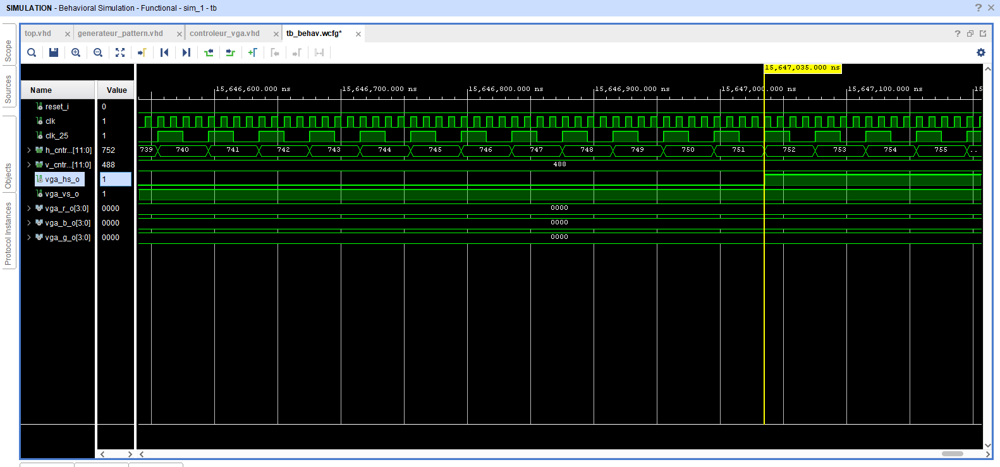 SIMULATION - Behavioral Simulation - Functional - sim_1 - tb
? ×
top.vhd × generateur_pattern.vhd × controleur_vga.vhd × tb_behav.wcfg* ×
?
Scope
Sources
Objects
Protocol Instances
15,647,035.000 ns
Name Value
15,646,600.000 ns 15,646,700.000 ns 15,646,800.000 ns 15,646,900.000 ns 15,647,000.000 ns 15,647,100.000 ns 15
reset_i 0
clk 1
clk_25 1
h_cntr...[11:0] 752 739 740 741 742 743 744 745 746 747 748 749 750 751 752 753 754 755 ..
v_cntr...[11:0] 488 488
vga_hs_o 1
vga_vs_o 1
vga_r_o[3:0] 0000 0000
vga_b_o[3:0] 0000 0000
vga_g_o[3:0] 0000 0000